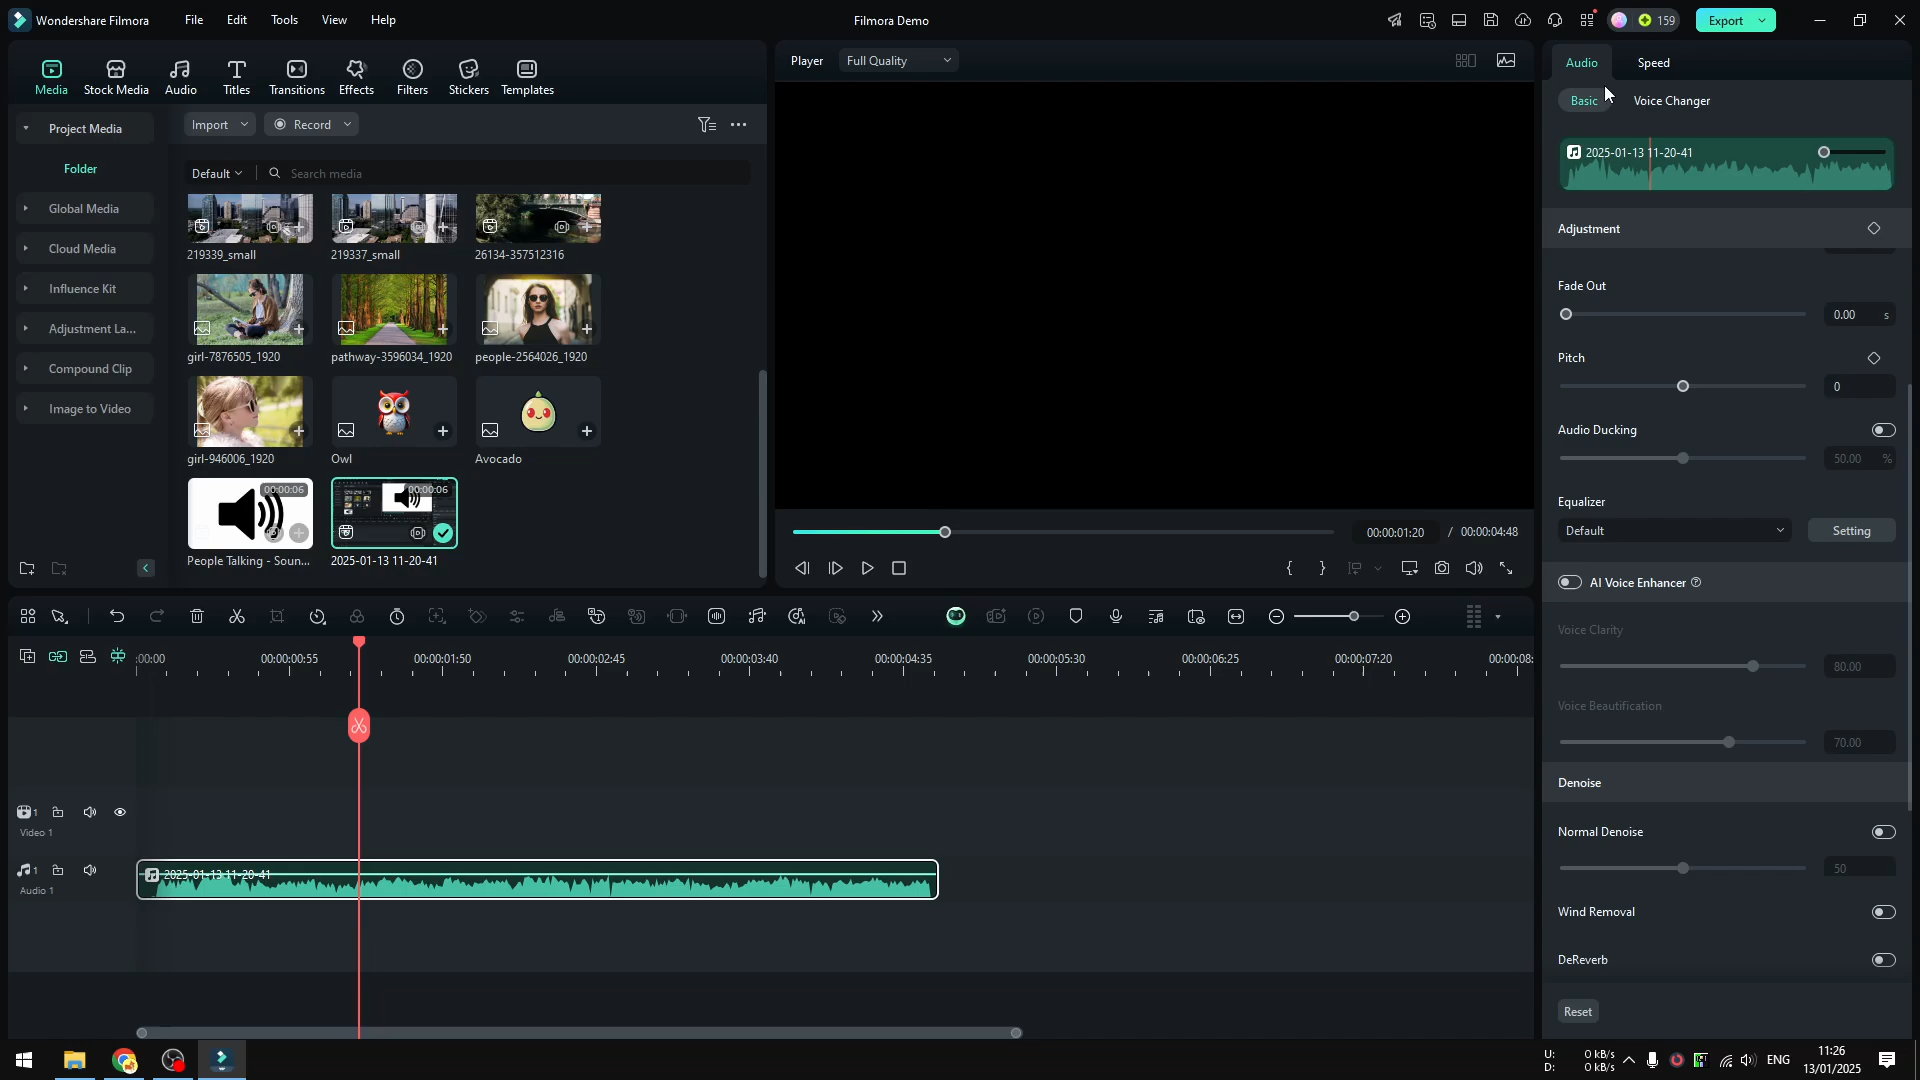 Wondershare Filmora
File
Edit
Tools
View
Help
Filmora Demo
159
Export
Media
Stock Media
Audio
Titles
Transitions
Effects
Filters
Stickers
Templates
Player
Full Quality
Audio
Speed
Basic
Voice Changer
Project Media
Import
Record
Folder
Default
Search media
Global Media
Cloud Media
Influence Kit
Adjustment La...
Compound Clip
Image to Video
219339_small
219337_small
26134-357512316
girl-7876505_1920
pathway-3596034_1920
people-2564026_1920
girl-946006_1920
Owl
Avocado
00:00:06
00:00:06
People Talking - Soun...
2025-01-13 11-20-41
00:00:01:20
/
00:00:04:48
2025-01-13 11-20-41
Adjustment
Fade Out
0.00 s
Pitch
0
Audio Ducking
50.00 %
Equalizer
Default
Setting
AI Voice Enhancer
Voice Clarity
80.00
Voice Beautification
70.00
Denoise
Normal Denoise
50
Wind Removal
DeReverb
Reset
:00:00
00:00:00:55
00:00:01:50
00:00:02:45
00:00:03:40
00:00:04:35
00:00:05:30
00:00:06:25
00:00:07:20
00:00:08:
1
Video 1
1
Audio 1
2025-01-13 11-20-41
U: 0 kB/s
D: 0 kB/s
ENG
11:26
13/01/2025